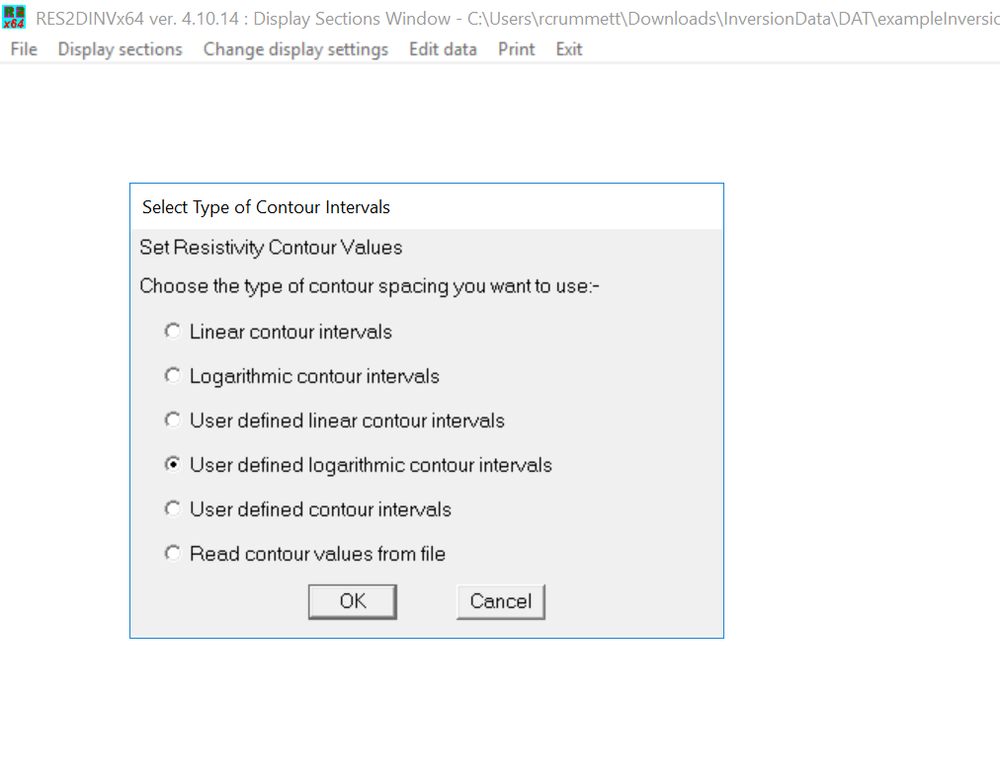 R2
x64
RES2DINVx64 ver. 4.10.14 : Display Sections Window - C:\Users\rcrummett\Downloads\InversionData\DAT\exampleInversio
File Display sections Change display settings Edit data Print Exit
Select Type of Contour Intervals
Set Resistivity Contour Values
Choose the type of contour spacing you want to use:-
Linear contour intervals
Logarithmic contour intervals
User defined linear contour intervals
User defined logarithmic contour intervals
User defined contour intervals
Read contour values from file
OK Cancel